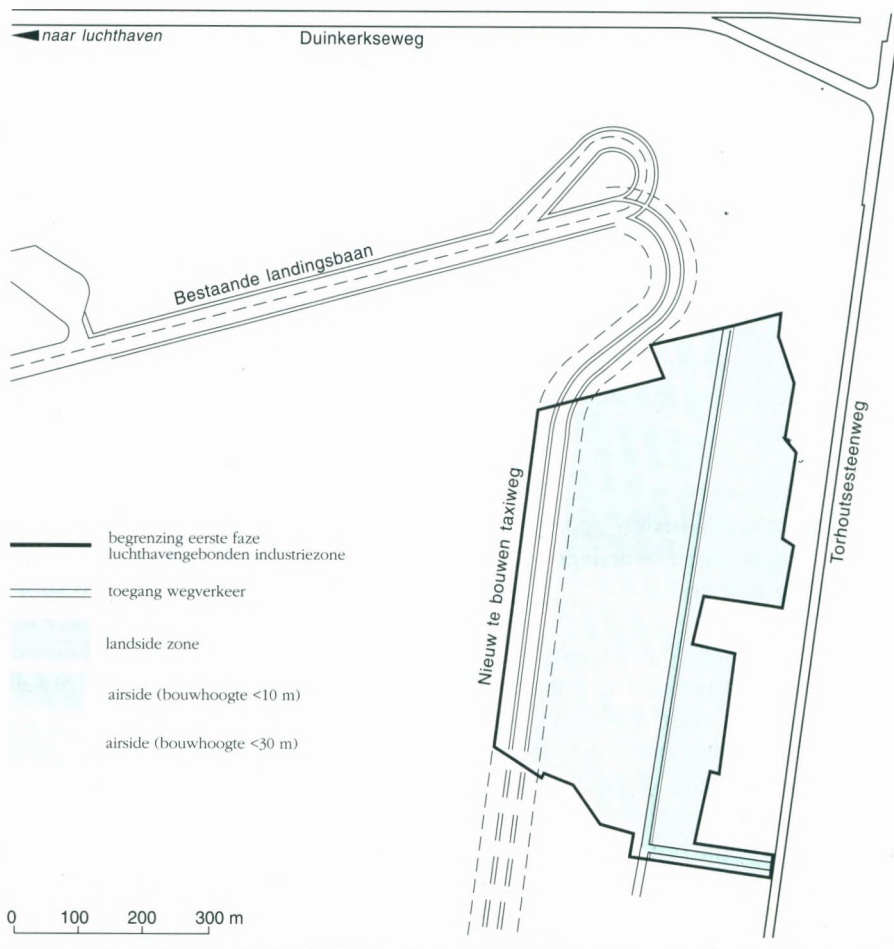 naar luchthaven
Duinkerkseweg
Bestaande landingsbaan
Torhoutsesteenweg
Nieuw te bouwen taxiweg
begrenzing eerste faze
luchthavengebonden industriezone
toegang wegverkeer
landside zone
airside (bouwhoogte <10 m)
airside (bouwhoogte <30 m)
0 100 200 300 m